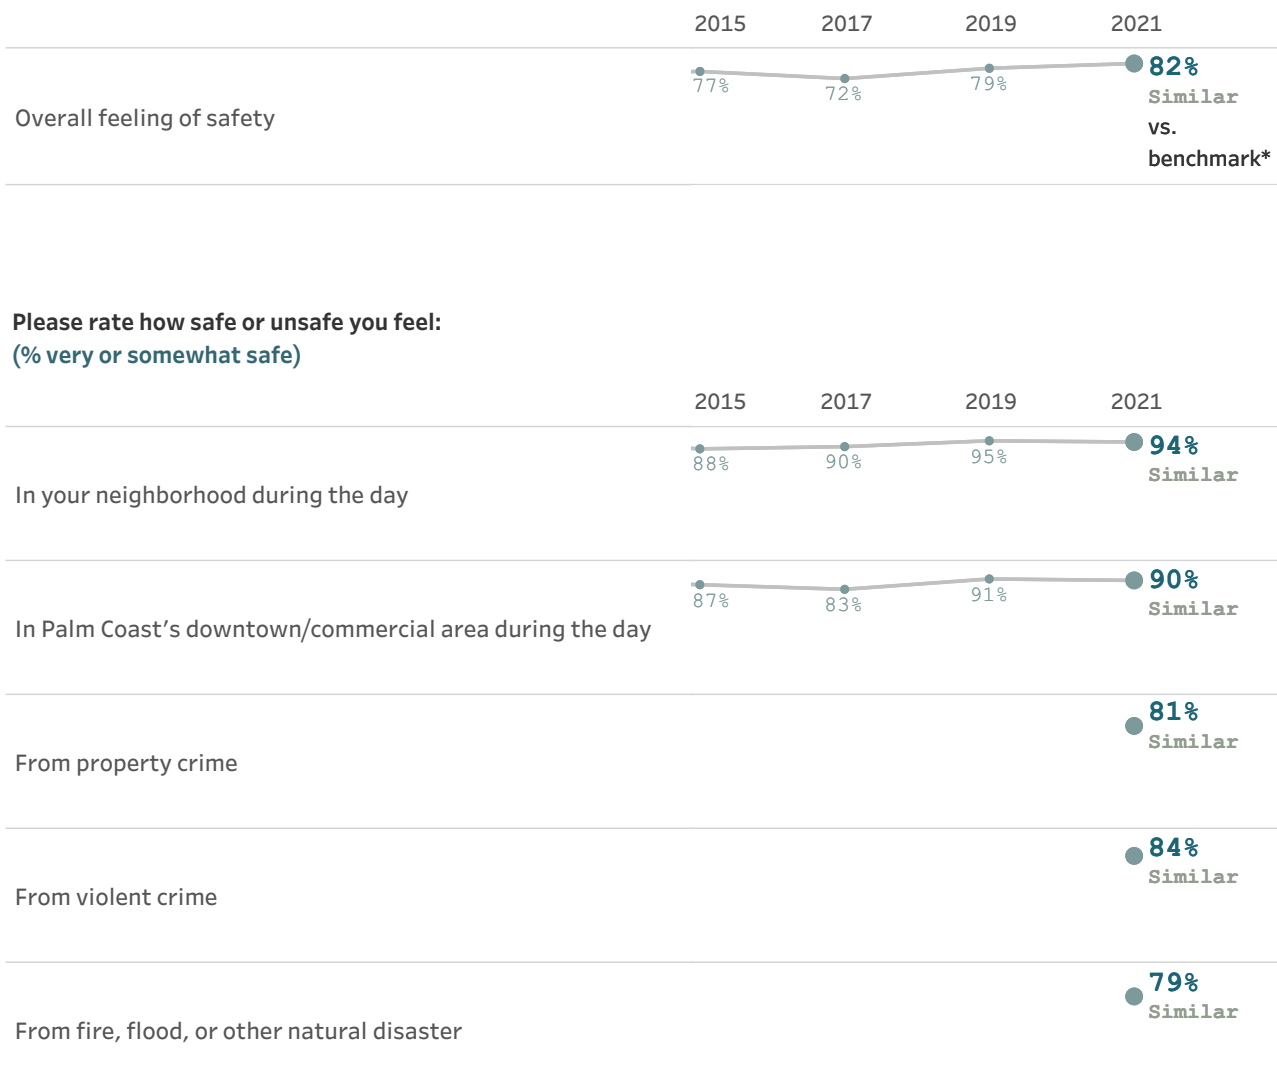 2015 2017 2019 2021
Overall feeling of safety
77% 72% 79% 82%
Similar
vs.
benchmark*
Please rate how safe or unsafe you feel:
(% very or somewhat safe)
2015 2017 2019 2021
In your neighborhood during the day
88% 90% 95% 94%
Similar
In Palm Coast's downtown/commercial area during the day
87% 83% 91% 90%
Similar
From property crime
81%
Similar
From violent crime
84%
Similar
From fire, flood, or other natural disaster
79%
Similar